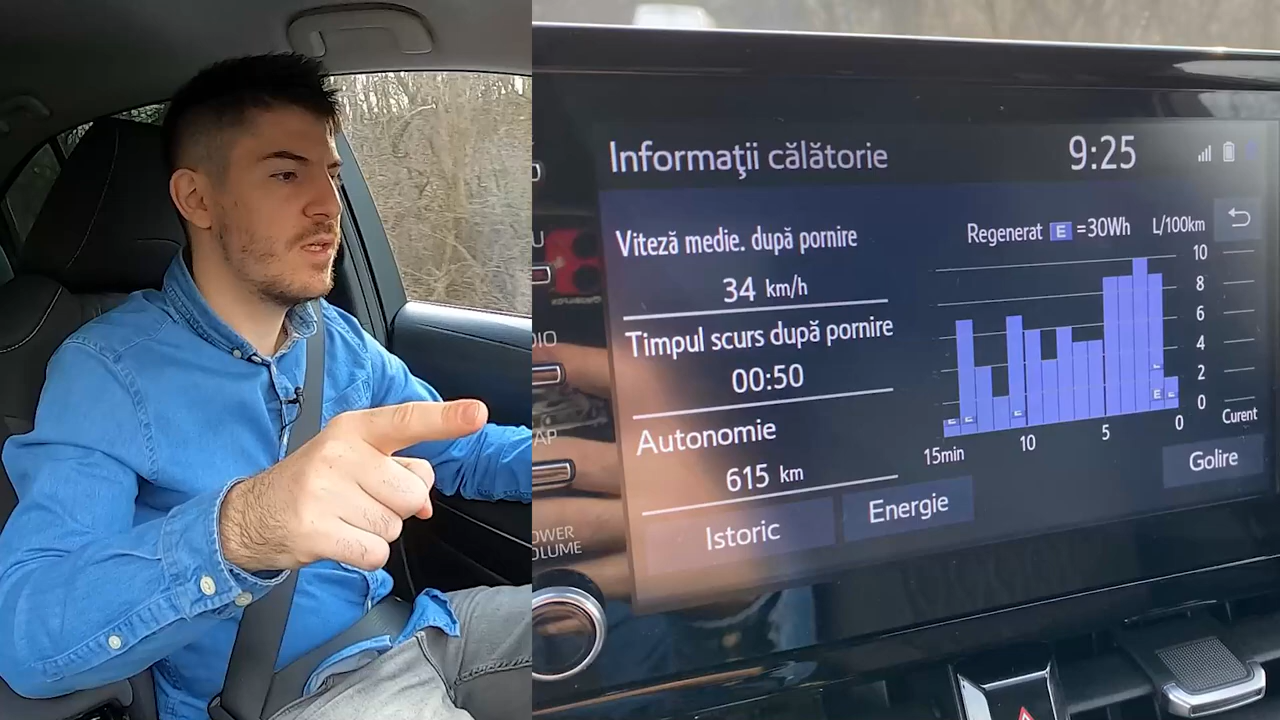 Informaţii călătorie
9:25
Viteză medie. după pornire
34 km/h
Timpul scurs după pornire
00:50
Autonomie
615 km
Istoric
Energie
Regenerat E =30Wh
L/100km
10
8
6
4
2
0
15min 10 5 0
Curent
Golire
OWER
OLUME